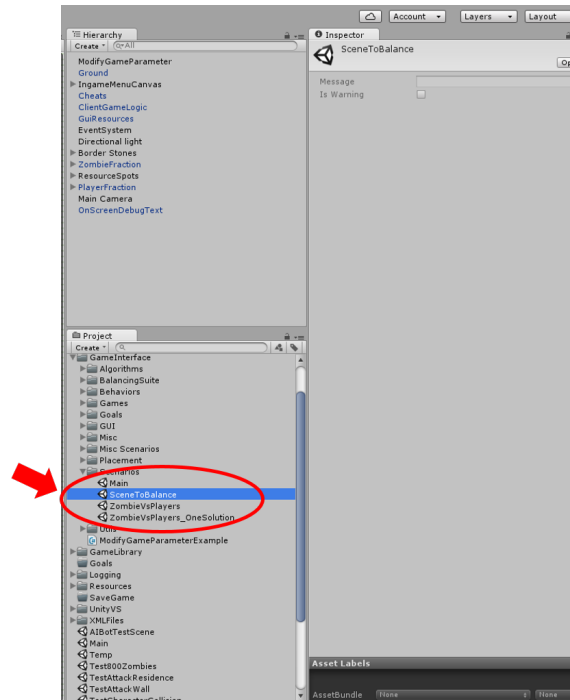 Account
Layers
Layout
Hierarchy
Create
All
ModifyGameParameter
Ground
IngameMenuCanvas
Cheats
ClientGameLogic
GuiResources
EventSystem
Directional light
Border Stones
ZombieFraction
ResourceSpots
PlayerFraction
Main Camera
OnScreenDebugText
Inspector
SceneToBalance
Op
Message
Is Warning
Project
Create
GameInterface
Algorithms
BalancingSuite
Behaviors
Games
Goals
GUI
Misc
Misc Scenarios
Placement
Scenarios
Main
SceneToBalance
ZombieVsPlayers
ZombieVsPlayers_OneSolution
Utils
ModifyGameParameterExample
GameLibrary
Goals
Logging
Resources
SaveGame
UnityVS
XMLFiles
AIBotTestScene
Main
Temp
Test800Zombies
TestAttackResidence
TestAttackWall
TestCharacterCollision
Asset Labels
AssetBundle None None